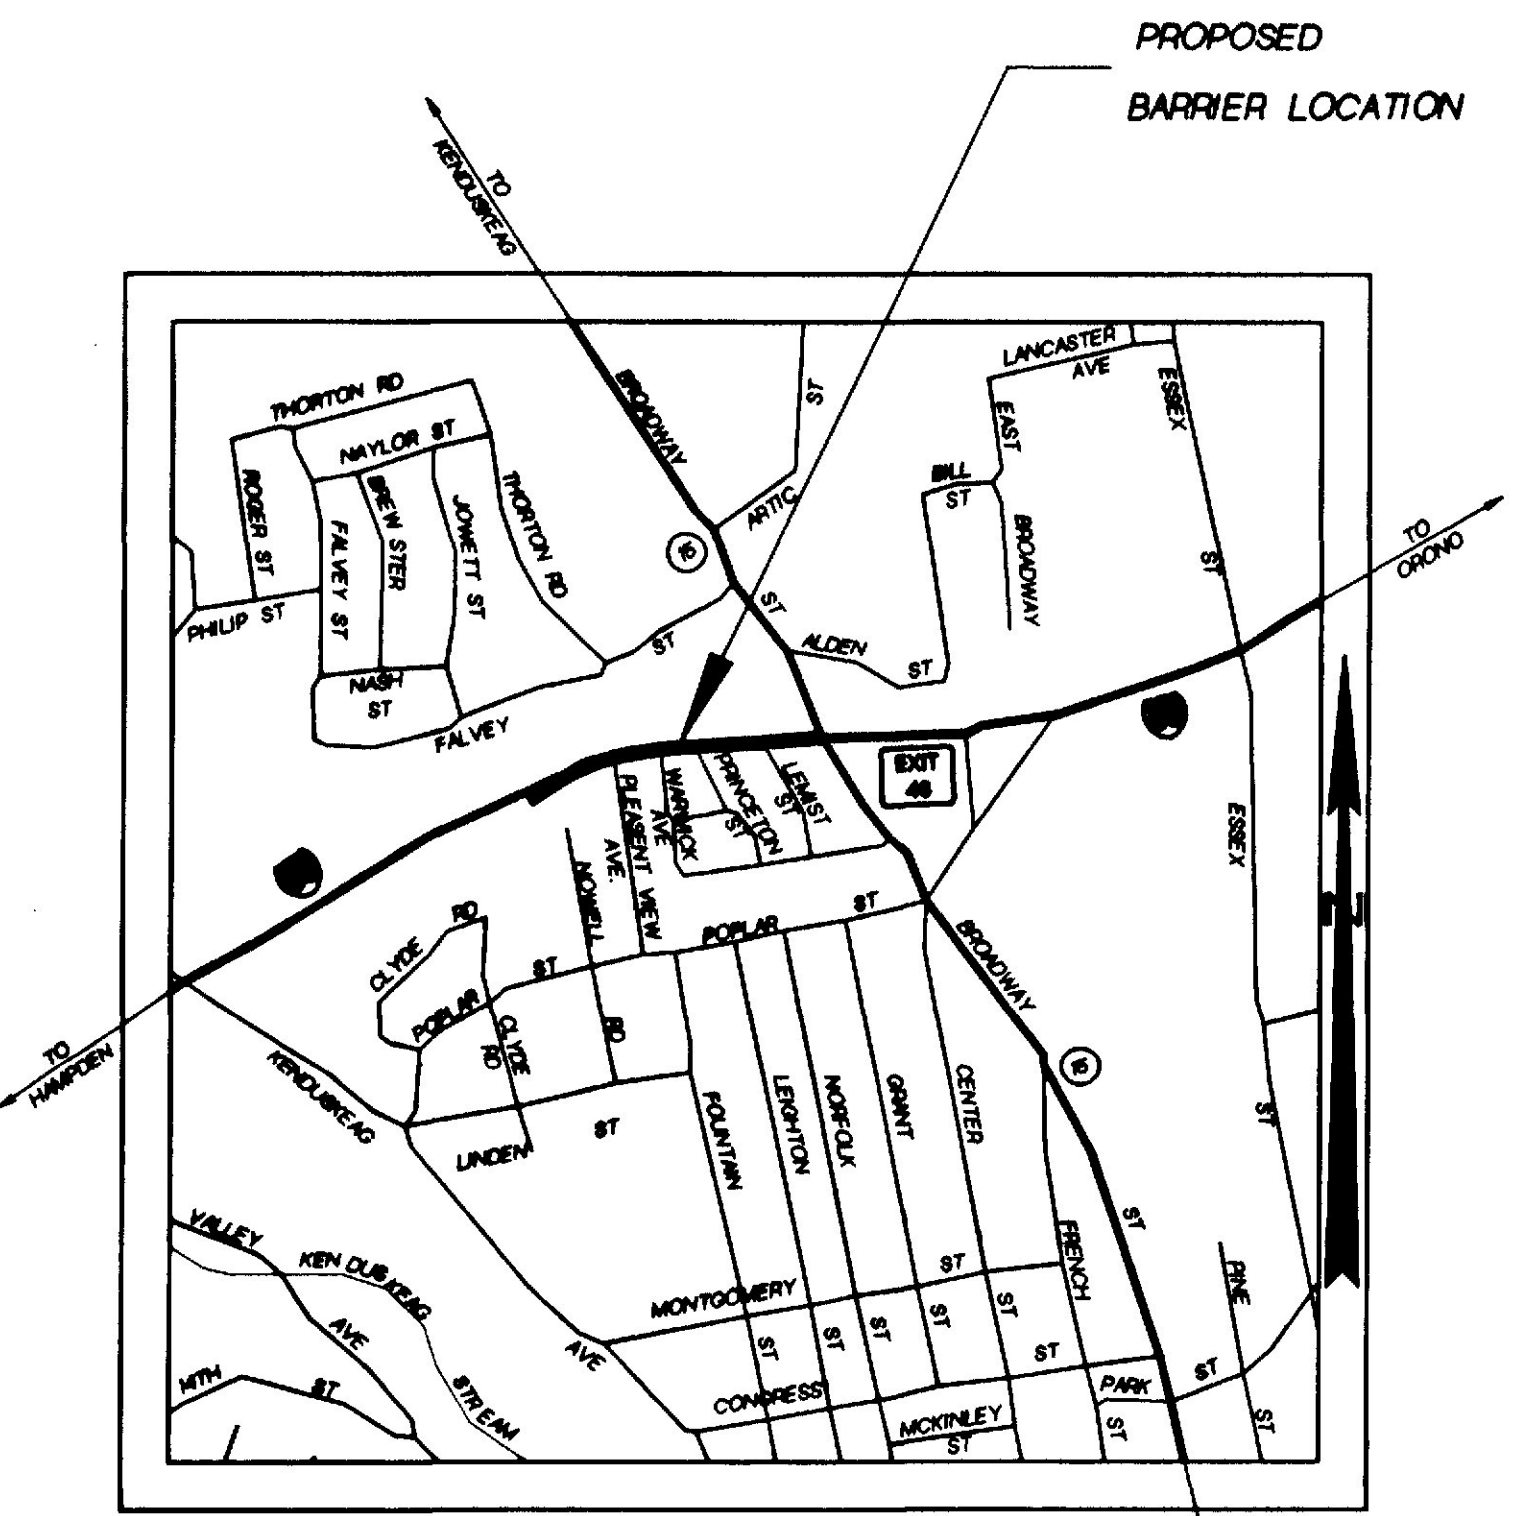 PROPOSED
BARRIER LOCATION
TO
KENDUSKEAG
LANCASTER
AVE
THORTON RD
BROADWAY
ST
ESSEX
NAYLOR ST
EAST
BILL
ST
ROGER ST
BREWSTER
JOWETT ST
THORTON RD
ARTIC
FALVEY ST
BROADWAY
TO
ORONO
ST
PHILIP ST
ST
ST
ALDEN
ST
NASH
ST
FALVEY
EXIT
PLEASENT VIEW
AVE.
WARWICK
AVE
PRINCETON
ST
LEMIST
ST
ESSEX
NOWELL
RD
ST
POPLAR
CLYDE
ST
BROADWAY
POPLAR
CLYDE
RD
RD
TO
HAMPDEN
KENDUSKEAG
LINDEN
ST
FOUNTAIN
LEIGHTON
NORFOLK
GRANT
CENTER
ST
VALLEY
KEN DUSKEAG
MONTGOMERY
ST
FRENCH
ST
PINE
AVE
AVE
ST
ST
ST
ST
ST
ST
PARK
ST
MITH
ST
STREAM
CONGRESS
MCKINLEY
ST
ST
ST
N